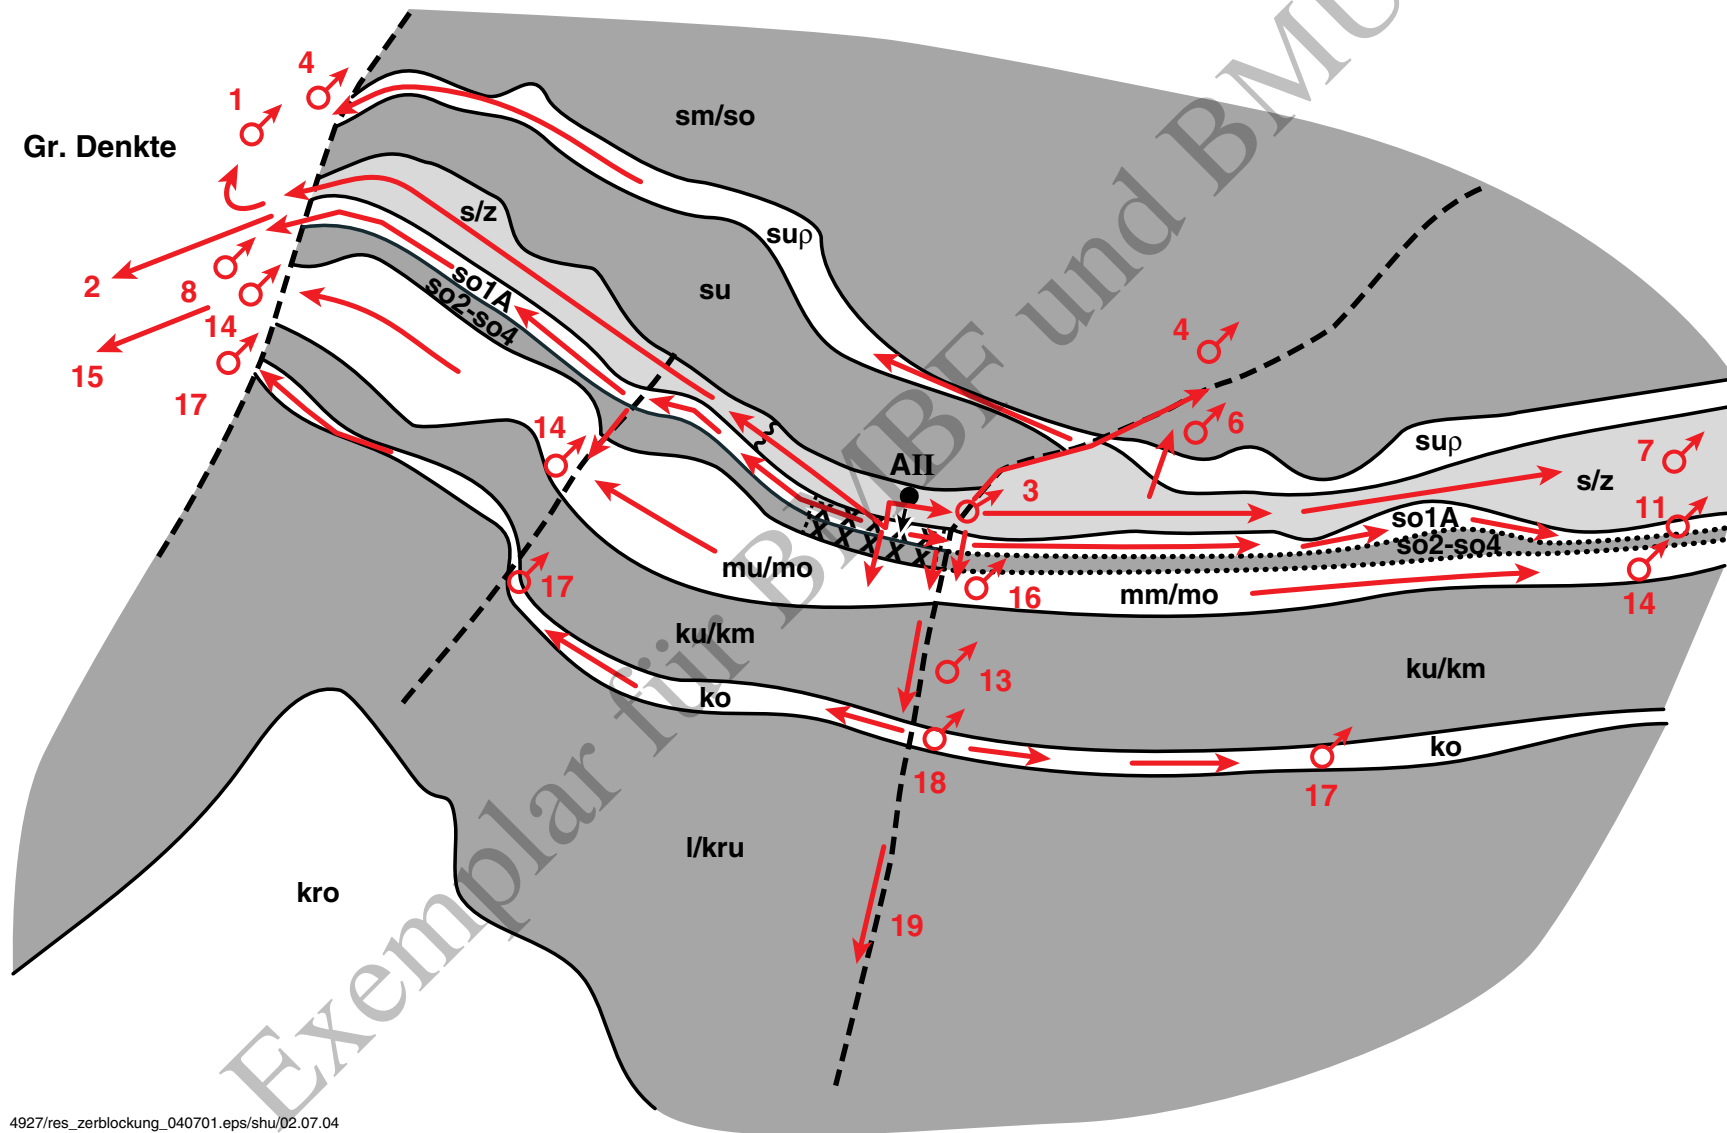 4
1
Gr. Denkte
sm/so
s/z
suρ
2
8
so1A
so2-so4
su
14
4
15
17
14
6
suρ
7
AII
3
s/z
11
so1A
so2-so4
X X X
X X X X X
mu/mo
16
mm/mo
14
17
ku/km
13
ku/km
ko
ko
18
17
l/kru
kro
19
Exemplar für BMBF und BMU
4927/res_zerblockung_040701.eps/shu/02.07.04